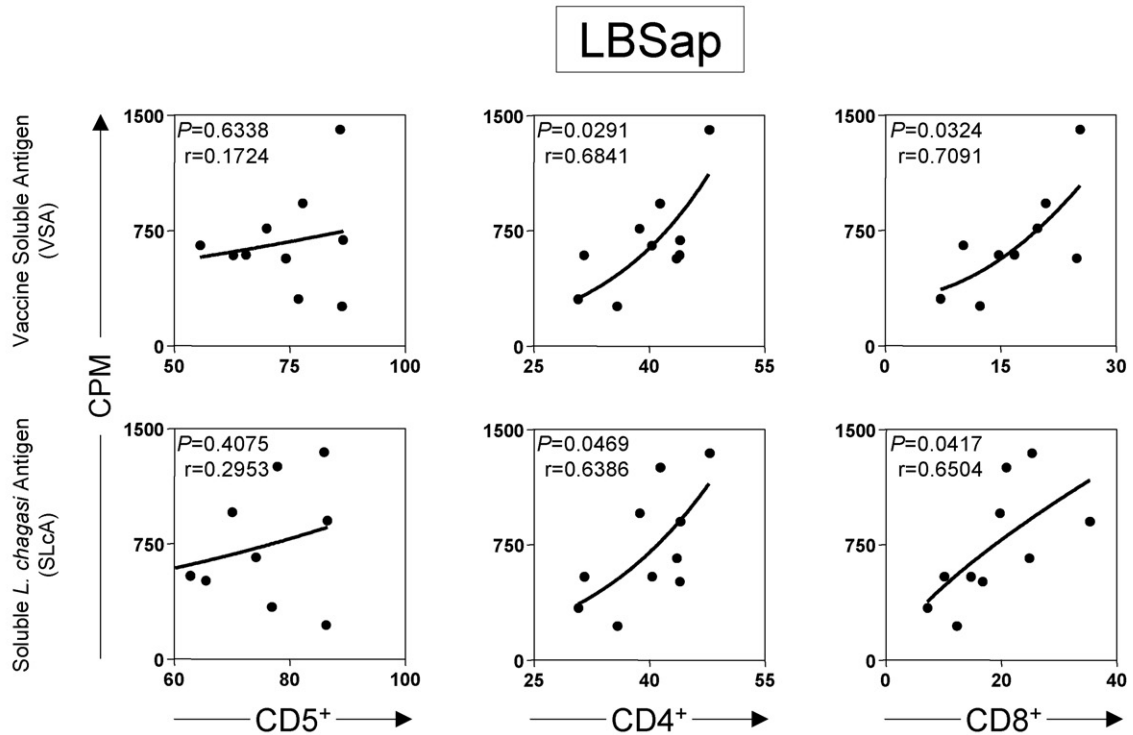 LBSap
Vaccine Soluble Antigen
(VSA)
CPM
1500
750
0
P=0.6338
r=0.1724
50
75
100
1500
750
0
P=0.0291
r=0.6841
25
40
55
1500
750
0
P=0.0324
r=0.7091
0
15
30
Soluble L. chagasi Antigen
(SLcA)
1500
750
0
P=0.4075
r=0.2953
60
80
100
CD5+
1500
750
0
P=0.0469
r=0.6386
25
40
55
CD4+
1500
750
0
P=0.0417
r=0.6504
0
20
40
CD8+